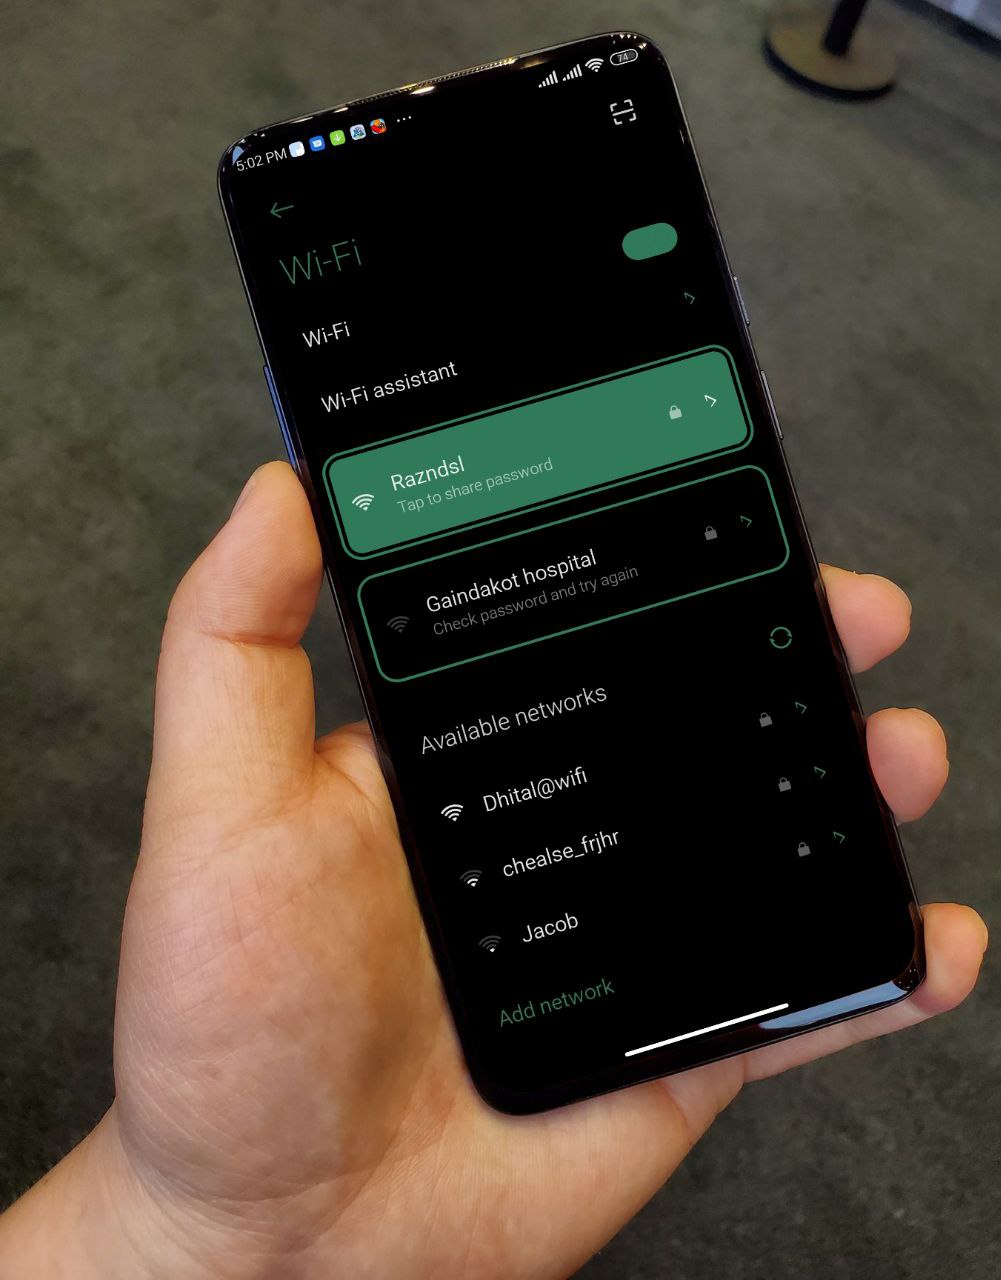 5:02 PM
74
Wi-Fi
Wi-Fi
Wi-Fi assistant
Razndsl
Tap to share password
Gaindakot hospital
Check password and try again
Available networks
Dhital@wifi
chealse_frjhr
Jacob
Add network